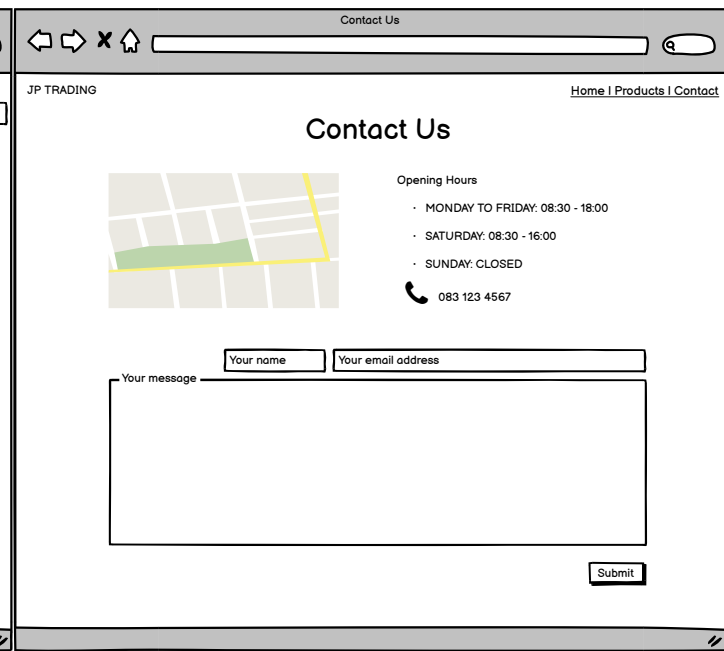 Contact Us
JP TRADING
Home | Products | Contact
Contact Us
Opening Hours
· MONDAY TO FRIDAY: 08:30 - 18:00
· SATURDAY: 08:30 - 16:00
· SUNDAY: CLOSED
083 123 4567
Your name
Your email address
Your message
Submit